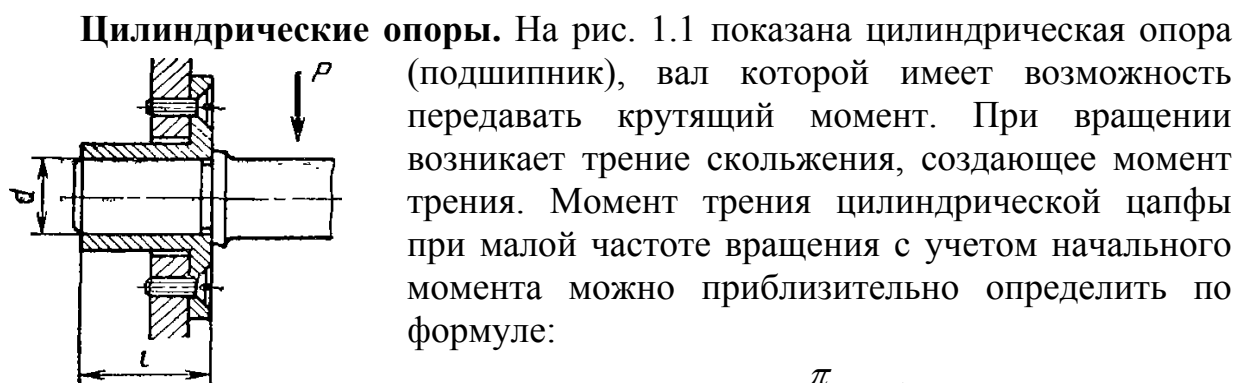 Цилиндрические опоры. На рис. 1.1 показана цилиндрическая опора
(подшипник), вал которой имеет возможность
передавать крутящий момент. При вращении
возникает трение скольжения, создающее момент
трения. Момент трения цилиндрической цапфы
при малой частоте вращения с учетом начального
момента можно приблизительно определить по
формуле:
P
d
l
π